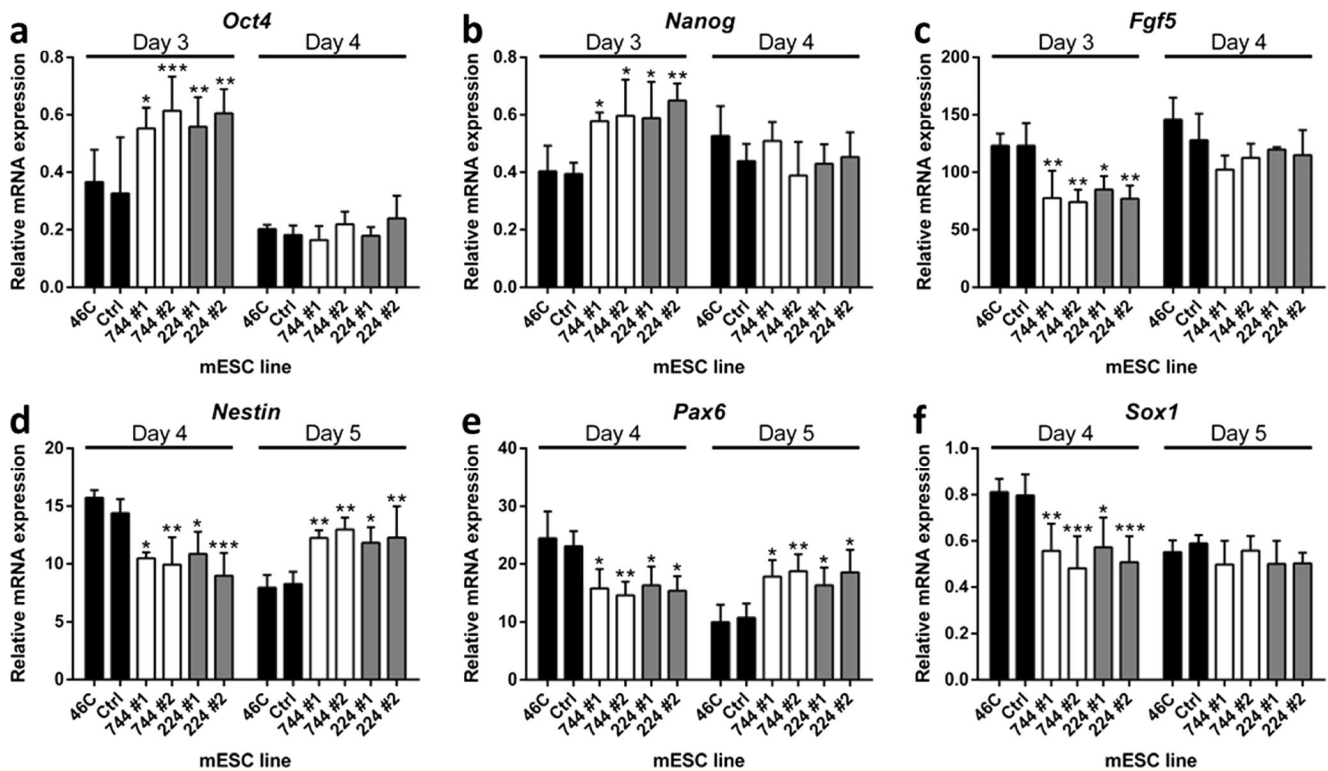 a
Oct4
Day 3 Day 4
Relative mRNA expression
0.8
0.6
0.4
0.2
0.0
* *** ** **
46C Ctrl 744 #1 744 #2 224 #1 224 #2 46C Ctrl 744 #1 744 #2 224 #1 224 #2
mESC line
b
Nanog
Day 3 Day 4
Relative mRNA expression
0.8
0.6
0.4
0.2
0.0
* * * **
46C Ctrl 744 #1 744 #2 224 #1 224 #2 46C Ctrl 744 #1 744 #2 224 #1 224 #2
mESC line
c
Fgf5
Day 3 Day 4
Relative mRNA expression
200
150
100
50
0
** ** * **
46C Ctrl 744 #1 744 #2 224 #1 224 #2 46C Ctrl 744 #1 744 #2 224 #1 224 #2
mESC line
d
Nestin
Day 4 Day 5
Relative mRNA expression
20
15
10
5
0
* ** * *** ** ** * **
46C Ctrl 744 #1 744 #2 224 #1 224 #2 46C Ctrl 744 #1 744 #2 224 #1 224 #2
mESC line
e
Pax6
Day 4 Day 5
Relative mRNA expression
40
30
20
10
0
* ** * * * ** * *
46C Ctrl 744 #1 744 #2 224 #1 224 #2 46C Ctrl 744 #1 744 #2 224 #1 224 #2
mESC line
f
Sox1
Day 4 Day 5
Relative mRNA expression
1.0
0.8
0.6
0.4
0.2
0.0
** *** * ***
46C Ctrl 744 #1 744 #2 224 #1 224 #2 46C Ctrl 744 #1 744 #2 224 #1 224 #2
mESC line